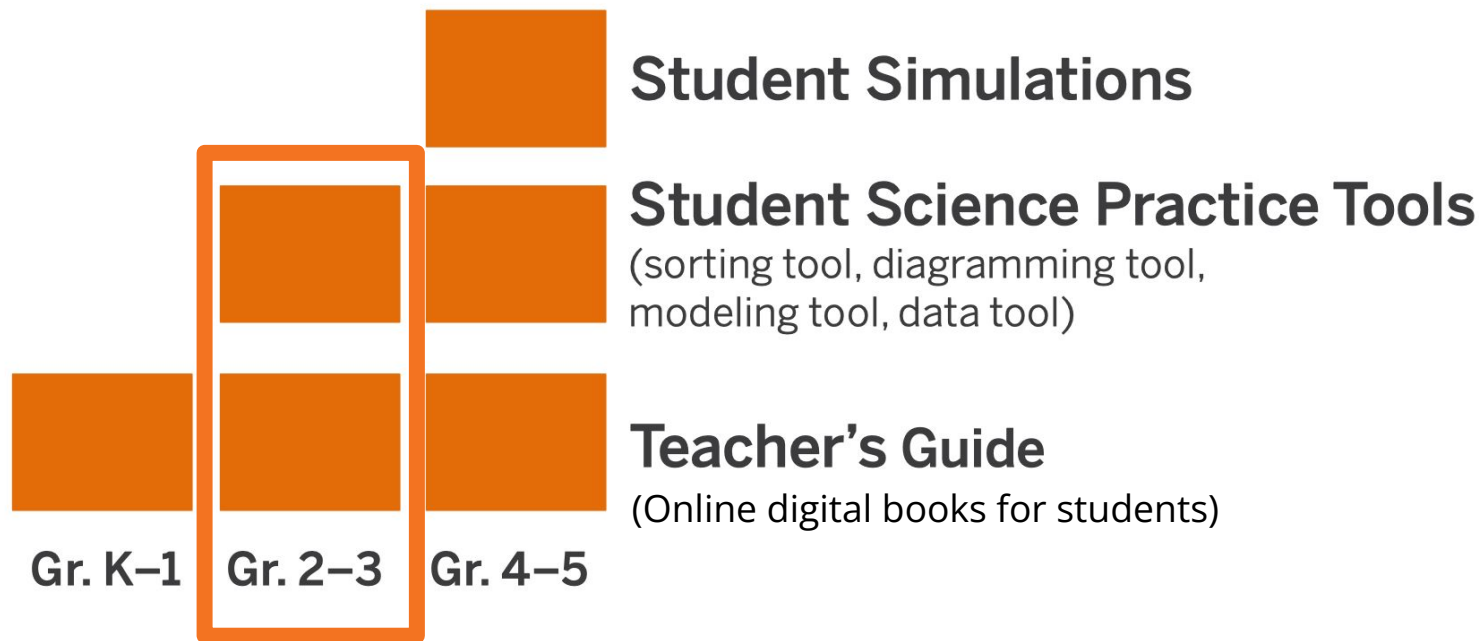 Student Simulations
Student Science Practice Tools
(sorting tool, diagramming tool,
modeling tool, data tool)
Teacher’s Guide
(Online digital books for students)
Gr. K–1 Gr. 2–3 Gr. 4–5